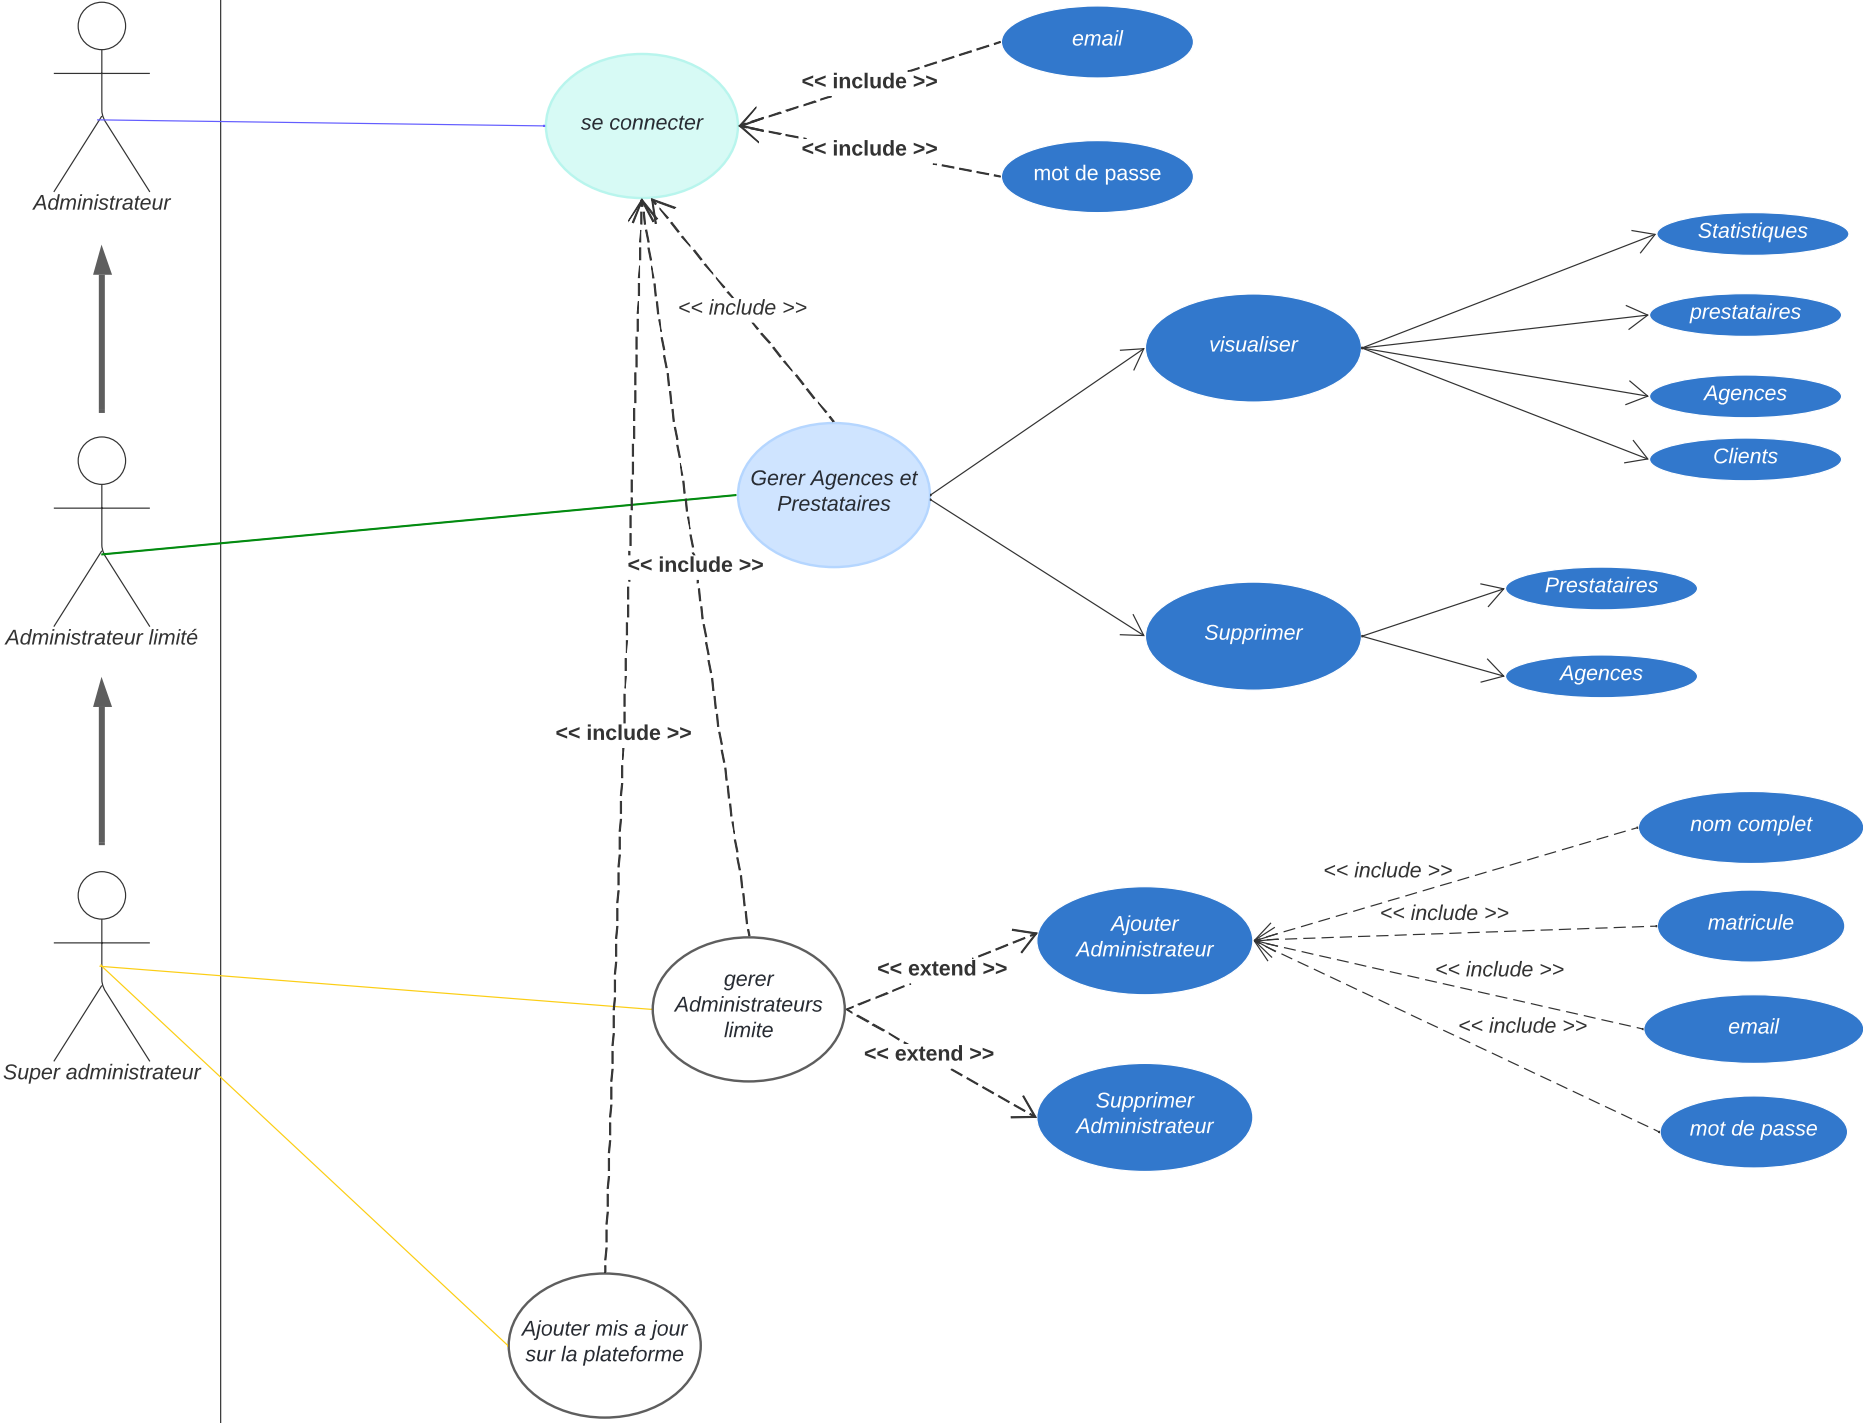 email
<< include >>
se connecter
<< include >>
mot de passe
Administrateur
Statistiques
<< include >>
prestataires
visualiser
Agences
Clients
Gerer Agences et
Prestataires
<< include >>
Prestataires
Administrateur limité
Supprimer
Agences
<< include >>
nom complet
<< include >>
<< include >>
matricule
Ajouter
Administrateur
<< extend >>
<< include >>
gerer
Administrateurs
limite
email
<< include >>
<< extend >>
Super administrateur
Supprimer
Administrateur
mot de passe
Ajouter mis a jour
sur la plateforme